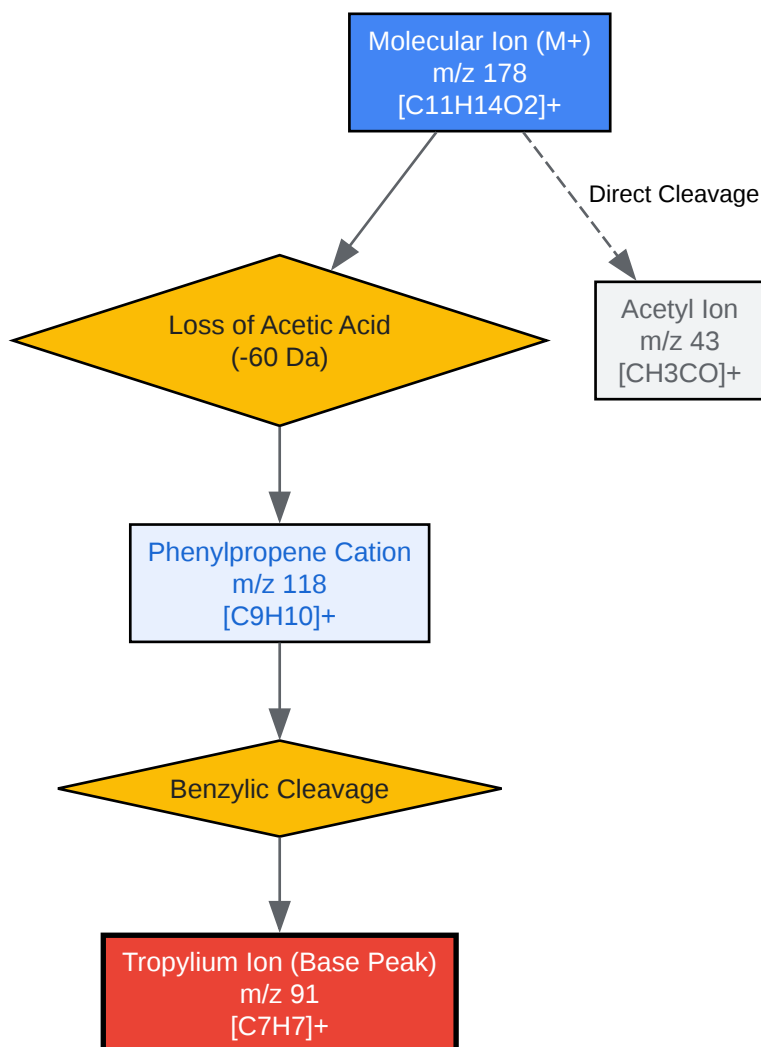 Molecular Ion (M+)
m/z 178
[C11H14O2]+
Direct Cleavage
Loss of Acetic Acid
(-60 Da)
Acetyl Ion
m/z 43
[CH3CO]+
Phenylpropene Cation
m/z 118
[C9H10]+
Benzylic Cleavage
Tropylium Ion (Base Peak)
m/z 91
[C7H7]+